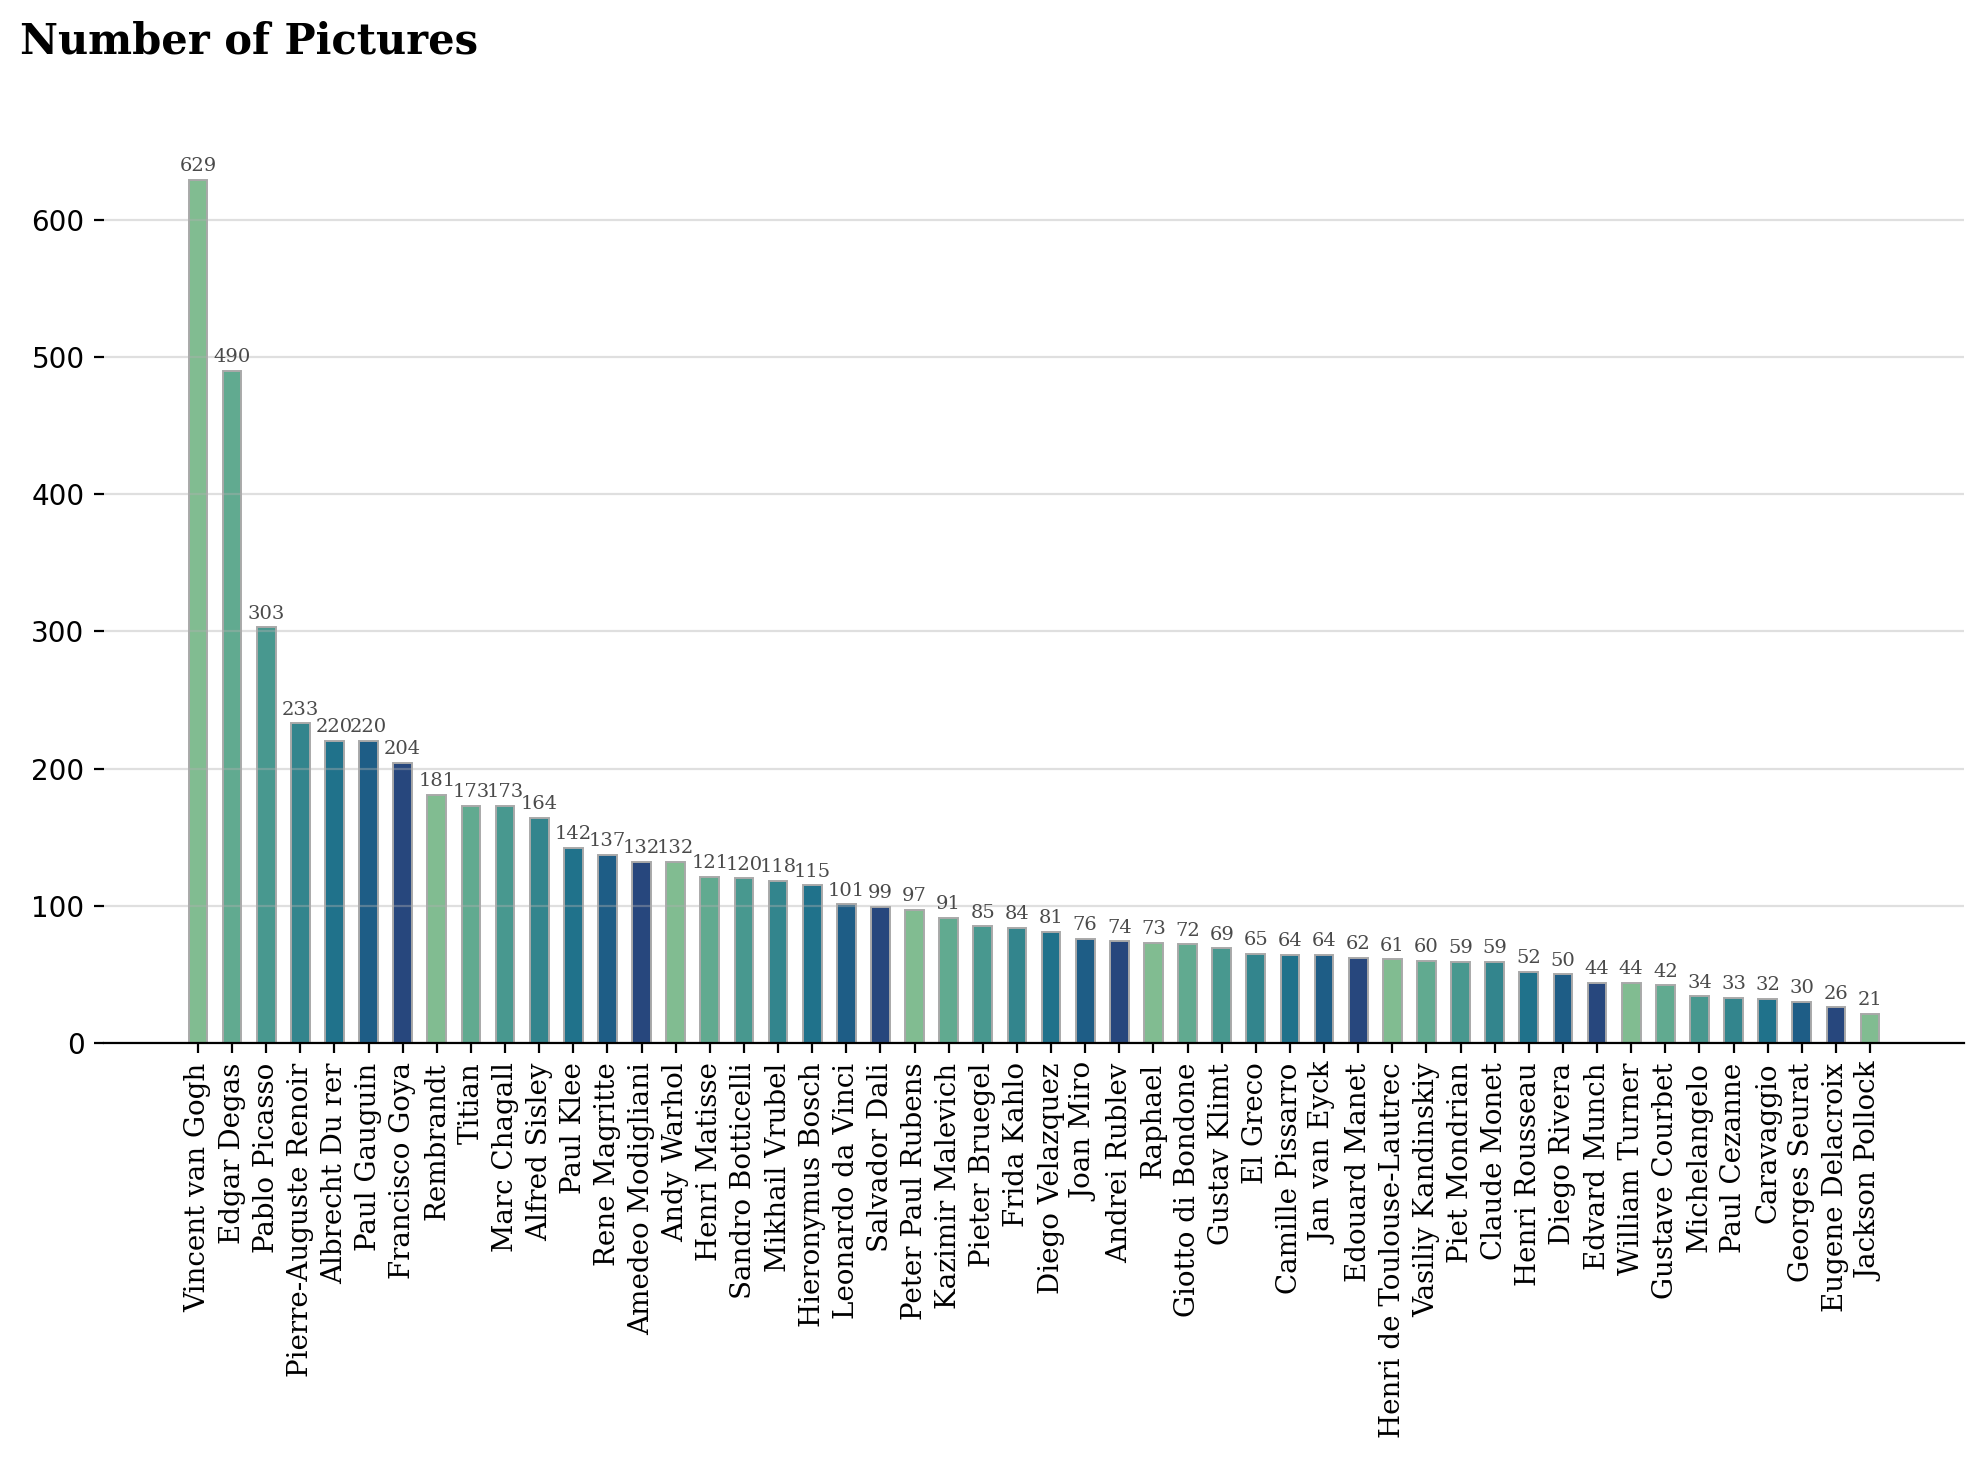 Number of Pictures
600
500
400
300
200
100
0
629
490
303
233
220
220
204
181
173
173
164
142
137
132
132
121
120
118
115
101
99
97
91
85
84
81
76
74
73
72
69
65
64
64
62
61
60
59
59
52
50
44
44
42
34
33
32
30
26
21
Vincent van Gogh
Edgar Degas
Pablo Picasso
Pierre-Auguste Renoir
Albrecht Du rer
Paul Gauguin
Francisco Goya
Rembrandt
Titian
Marc Chagall
Alfred Sisley
Paul Klee
Rene Magritte
Amedeo Modigliani
Andy Warhol
Henri Matisse
Sandro Botticelli
Mikhail Vrubel
Hieronymus Bosch
Leonardo da Vinci
Salvador Dali
Peter Paul Rubens
Kazimir Malevich
Pieter Bruegel
Frida Kahlo
Diego Velazquez
Joan Miro
Andrei Rublev
Raphael
Giotto di Bondone
Gustav Klimt
El Greco
Camille Pissarro
Jan van Eyck
Edouard Manet
Henri de Toulouse-Lautrec
Vasiliy Kandinskiy
Piet Mondrian
Claude Monet
Henri Rousseau
Diego Rivera
Edvard Munch
William Turner
Gustave Courbet
Michelangelo
Paul Cezanne
Caravaggio
Georges Seurat
Eugene Delacroix
Jackson Pollock